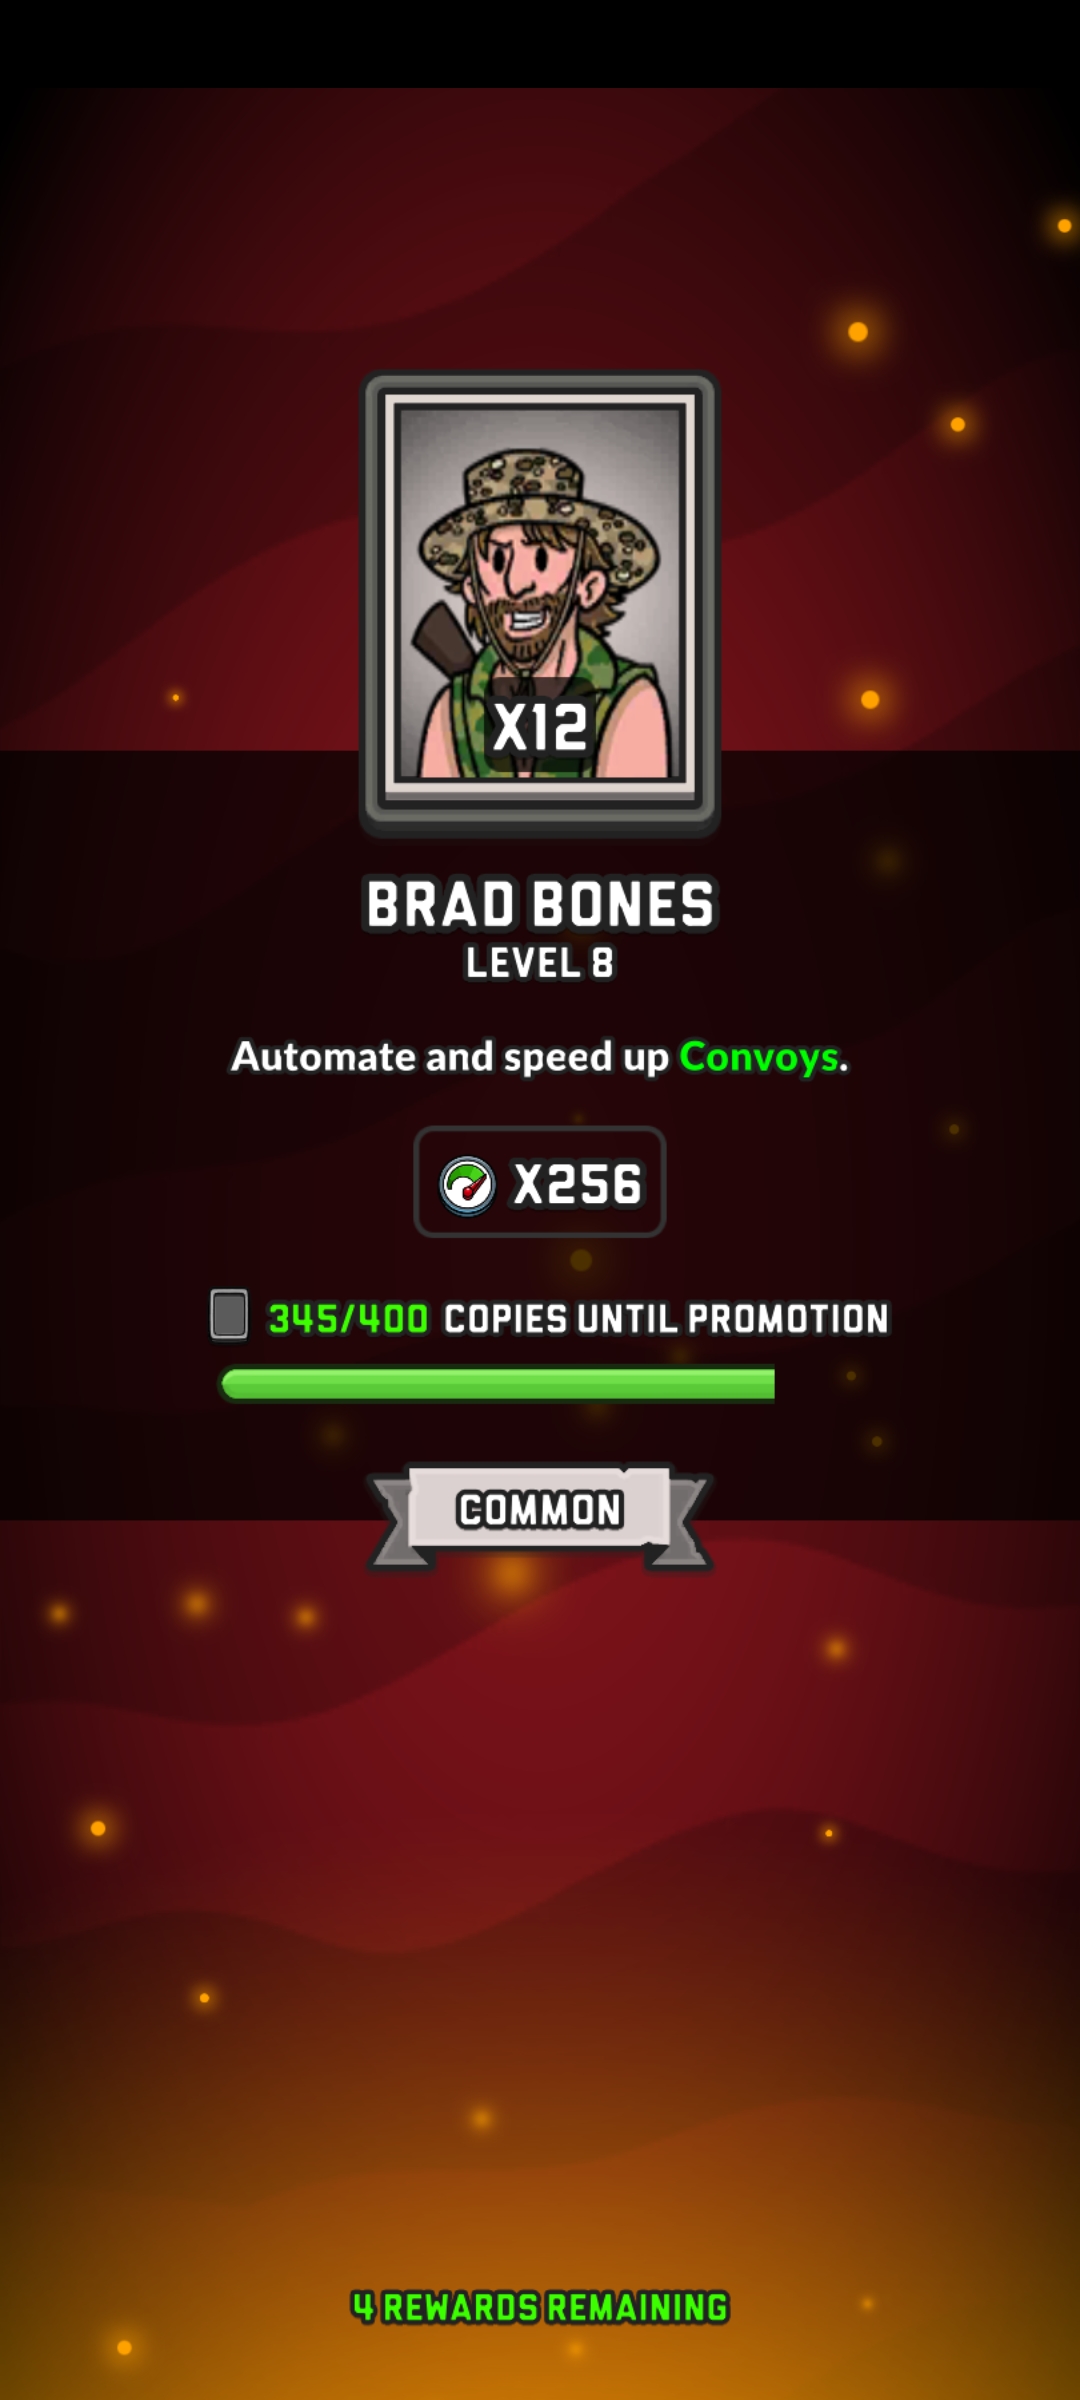 X12
BRAD BONES
LEVEL 8
Automate and speed up Convoys.
X256
345/400 COPIES UNTIL PROMOTION
COMMON
4 REWARDS REMAINING